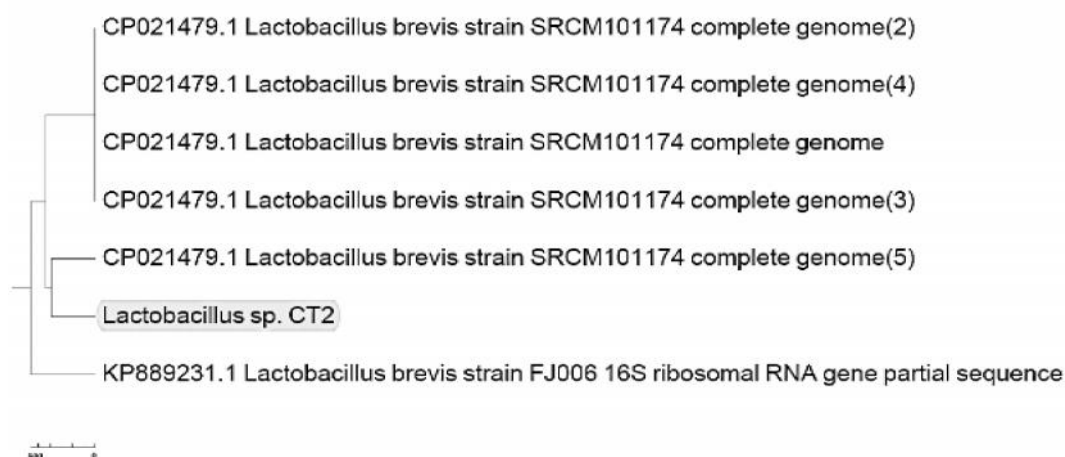 CP021479.1 Lactobacillus brevis strain SRCM101174 complete genome(2)
CP021479.1 Lactobacillus brevis strain SRCM101174 complete genome(4)
CP021479.1 Lactobacillus brevis strain SRCM101174 complete genome
CP021479.1 Lactobacillus brevis strain SRCM101174 complete genome(3)
CP021479.1 Lactobacillus brevis strain SRCM101174 complete genome(5)
Lactobacillus sp. CT2
KP889231.1 Lactobacillus brevis strain FJ006 16S ribosomal RNA gene partial sequence